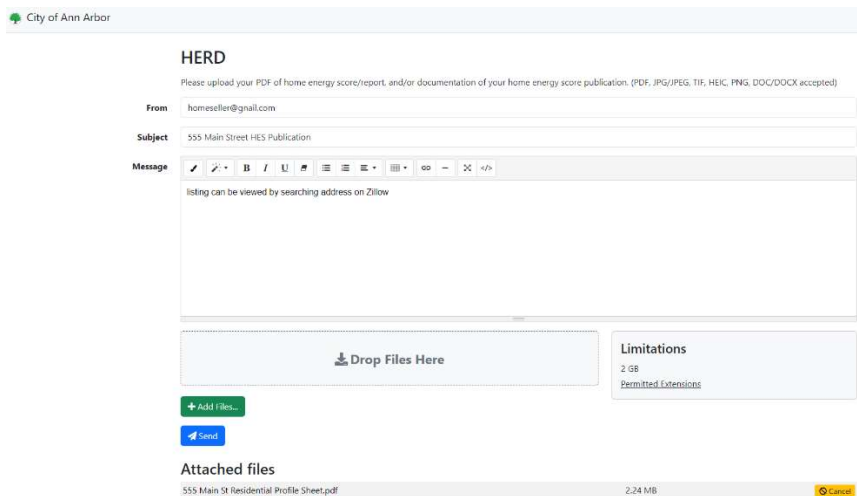 City of Ann Arbor
HERD
Please upload your PDF of home energy score/report, and/or documentation of your home energy score publication. (PDF, JPG/JPEG, TIF, HEIC, PNG, DOC/DOCX accepted)
From homeseller@gnail.com
Subject 555 Main Street HES Publication
Message B I U </>
listing can be viewed by searching address on Zillow
Drop Files Here
Limitations
2 GB
Permitted Extensions
+ Add Files...
Send
Attached files
555 Main St Residential Profile Sheet.pdf 2.24 MB Cancel